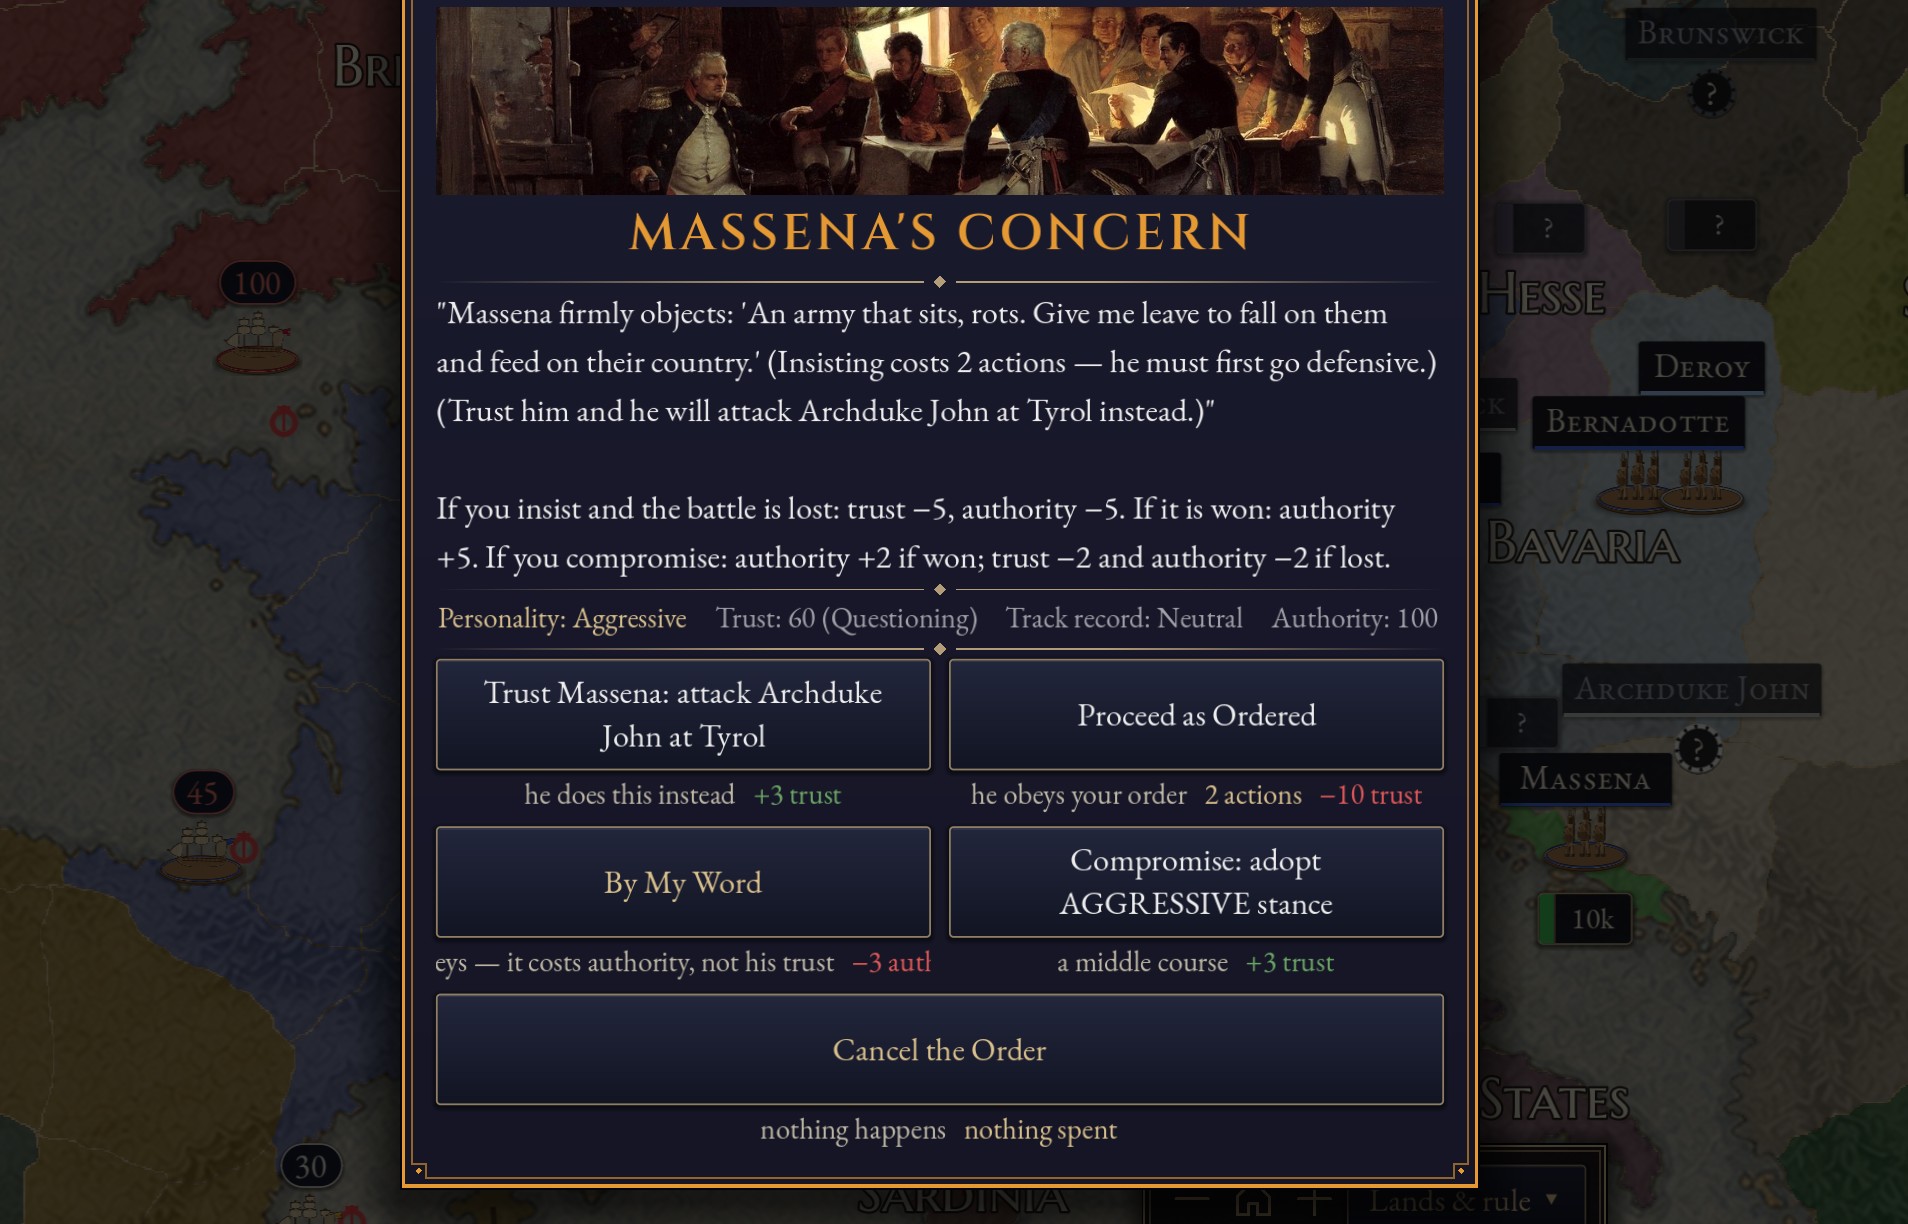 BRUNSWICK
?
100
MASSENA'S CONCERN
? ?
HESSE
"Massena firmly objects: 'An army that sits, rots. Give me leave to fall on them
and feed on their country.' (Insisting costs 2 actions — he must first go defensive.)
(Trust him and he will attack Archduke John at Tyrol instead.)"
DEROY
BERNADOTTE
If you insist and the battle is lost: trust −5, authority −5. If it is won: authority
+5. If you compromise: authority +2 if won; trust −2 and authority −2 if lost.
BAVARIA
Personality: Aggressive Trust: 60 (Questioning) Track record: Neutral Authority: 100
Trust Massena: attack Archduke
John at Tyrol
Proceed as Ordered
he does this instead +3 trust
he obeys your order 2 actions −10 trust
ARCHDUKE JOHN
? ?
MASSENA
45
By My Word
Compromise: adopt
AGGRESSIVE stance
10k
eys — it costs authority, not his trust −3 auth
a middle course +3 trust
Cancel the Order
nothing happens nothing spent
STATES
30
SARDINIA
Lands & rule